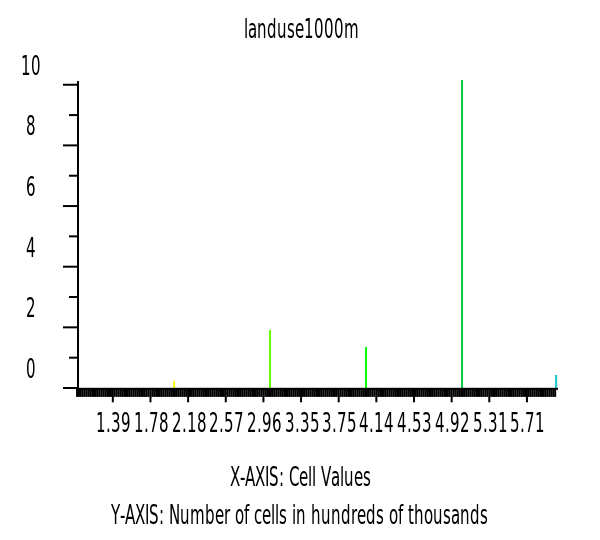 landuse1000m
10
8
6
4
2
0
1.39 1.78 2.18 2.57 2.96 3.35 3.75 4.14 4.53 4.92 5.31 5.71
X-AXIS: Cell Values
Y-AXIS: Number of cells in hundreds of thousands